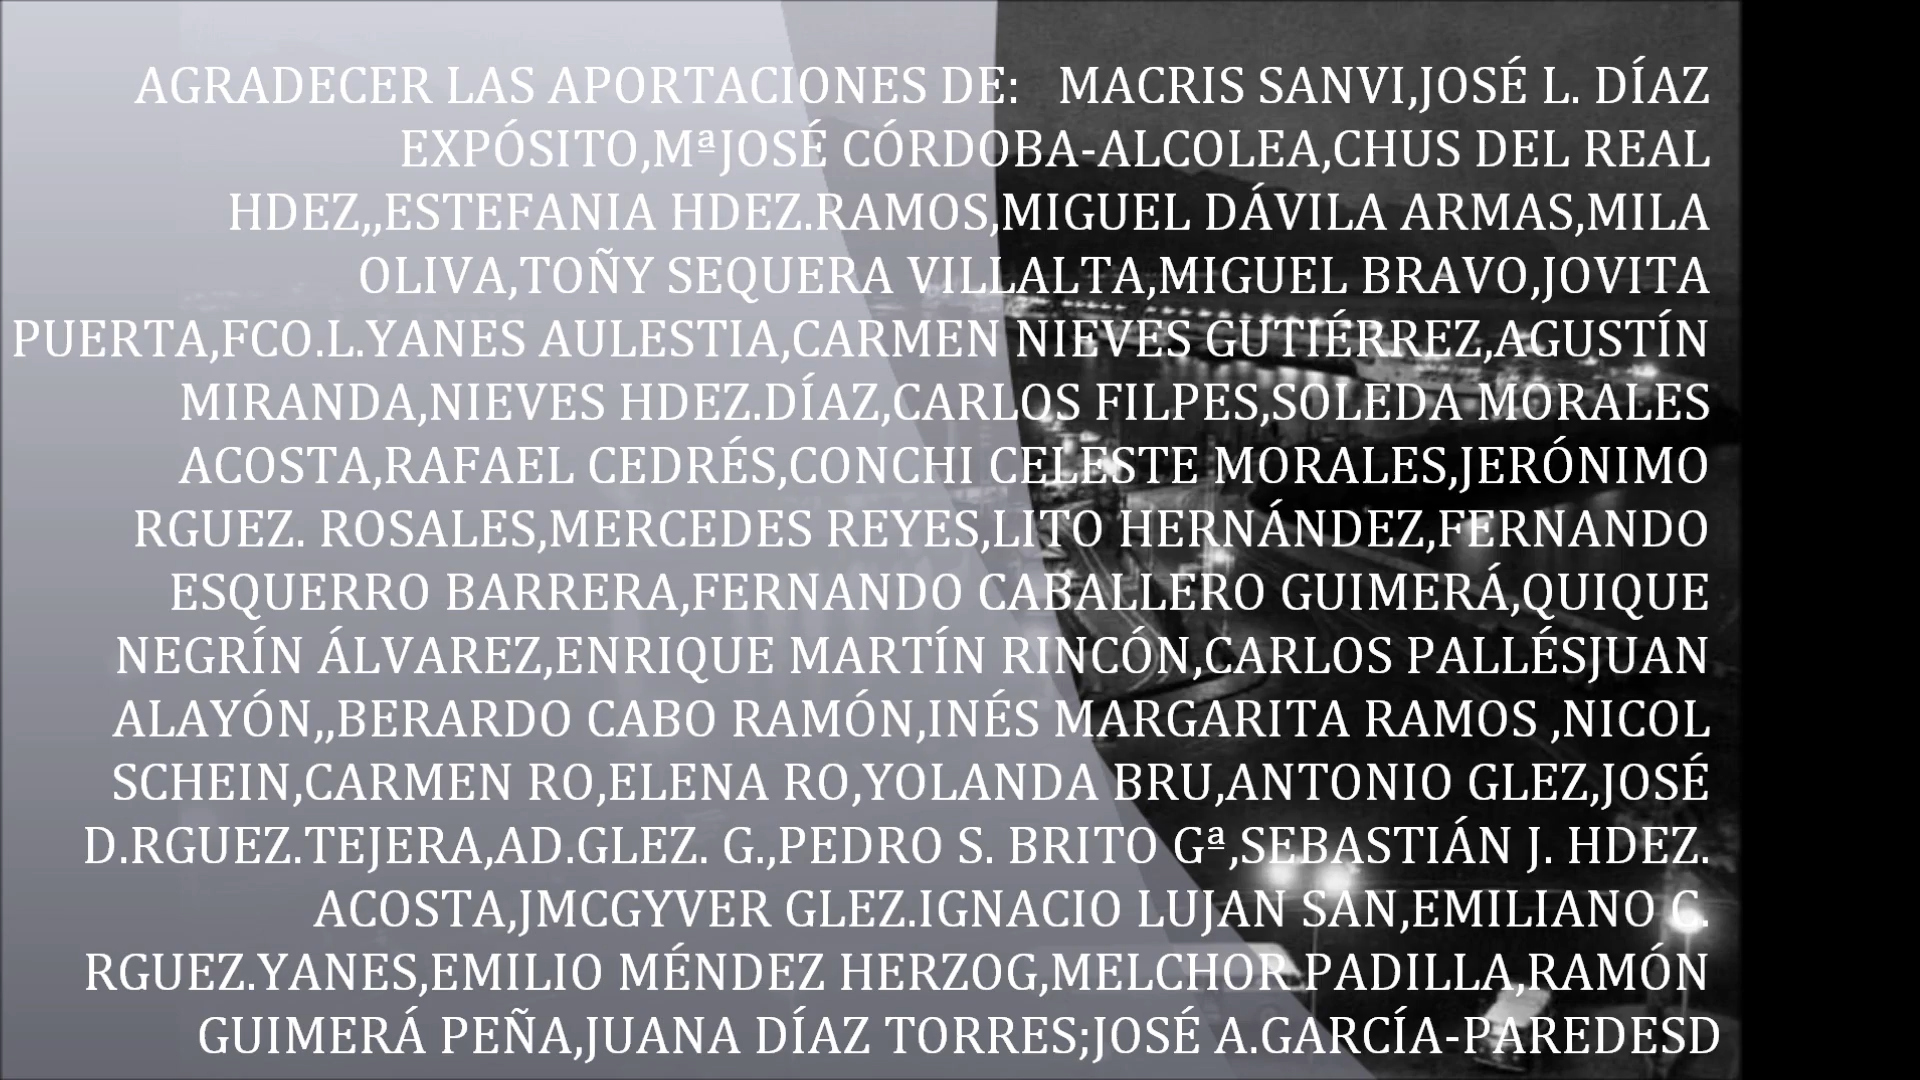 AGRADECER LAS APORTACIONES DE: MACRIS SANVI,JOSÉ L. DÍAZ
EXPÓSITO,MªJOSÉ CÓRDOBA-ALCOLEA,CHUS DEL REAL
HDEZ,,ESTEFANIA HDEZ.RAMOS,MIGUEL DÁVILA ARMAS,MILA
OLIVA,TOÑY SEQUERA VILLALTA,MIGUEL BRAVO,JOVITA
PUERTA,FCO.L.YANES AULESTIA,CARMEN NIEVES GUTIÉRREZ,AGUSTÍN
MIRANDA,NIEVES HDEZ.DÍAZ,CARLOS FILPES,SOLEDA MORALES
ACOSTA,RAFAEL CEDRÉS,CONCHI CELESTE MORALES,JERÓNIMO
RGUEZ. ROSALES,MERCEDES REYES,LITO HERNÁNDEZ,FERNANDO
ESQUERRO BARRERA,FERNANDO CABALLERO GUIMERÁ,QUIQUE
NEGRÍN ÁLVAREZ,ENRIQUE MARTÍN RINCÓN,CARLOS PALLÉSJUAN
ALAYÓN,,BERARDO CABO RAMÓN,INÉS MARGARITA RAMOS ,NICOL
SCHEIN,CARMEN RO,ELENA RO,YOLANDA BRU,ANTONIO GLEZ,JOSÉ
D.RGUEZ.TEJERA,AD.GLEZ. G.,PEDRO S. BRITO Gª,SEBASTIÁN J. HDEZ.
ACOSTA,JMCGYVER GLEZ.IGNACIO LUJAN SAN,EMILIANO C.
RGUEZ.YANES,EMILIO MÉNDEZ HERZOG,MELCHOR PADILLA,RAMÓN
GUIMERÁ PEÑA,JUANA DÍAZ TORRES;JOSÉ A.GARCÍA-PAREDESD